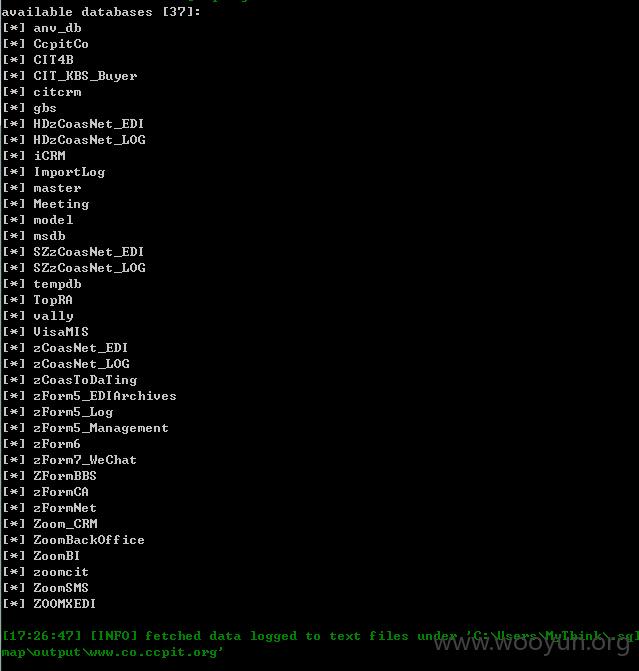 available databases [37]:
[*] anv_db
[*] CcpitCo
[*] CIT4B
[*] CIT_KBS_Buyer
[*] citcrm
[*] gbs
[*] HDzCoasNet_EDI
[*] HDzCoasNet_LOG
[*] iCRM
[*] ImportLog
[*] master
[*] Meeting
[*] model
[*] msdb
[*] SZzCoasNet_EDI
[*] SZzCoasNet_LOG
[*] tempdb
[*] TopRA
[*] vally
[*] VisaMIS
[*] zCoasNet_EDI
[*] zCoasNet_LOG
[*] zCoasToDaTing
[*] zForm5_EDIArchives
[*] zForm5_Log
[*] zForm5_Management
[*] zForm6
[*] zForm7_WeChat
[*] ZFormBBS
[*] zFormCA
[*] zFormNet
[*] Zoom_CRM
[*] ZoomBackOffice
[*] ZoomBI
[*] zoomcit
[*] ZoomSMS
[*] ZOOMXEDI
[17:26:47] [INFO] fetched data logged to text files under 'C:\Users\MyThink\.sql
map\output\www.co.ccpit.org'
www.wooyun.org